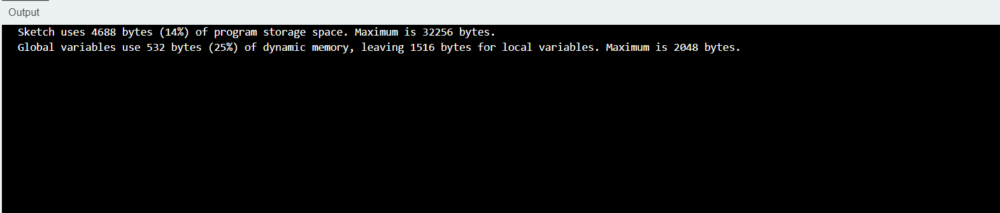 Output
Sketch uses 4688 bytes (14%) of program storage space. Maximum is 32256 bytes.
Global variables use 532 bytes (25%) of dynamic memory, leaving 1516 bytes for local variables. Maximum is 2048 bytes.